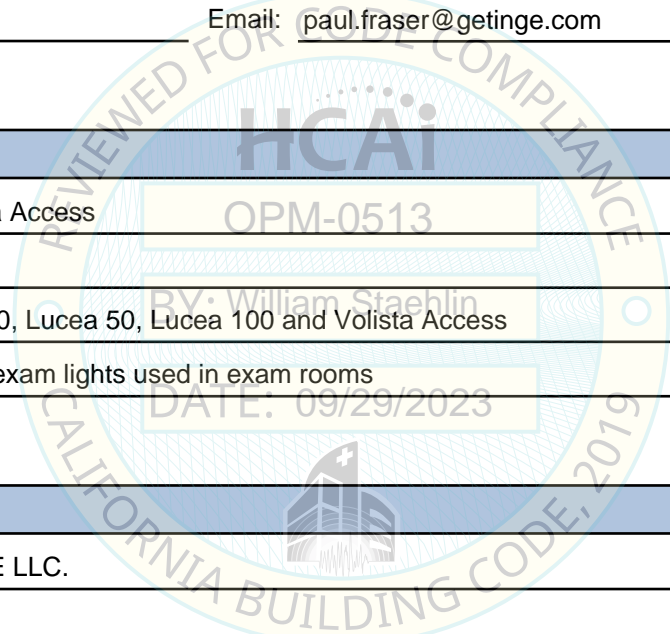 Email: paul.fraser@getinge.com
REVIEWED FOR CODE COMPLIANCE
HCAi
Access
OPM-0513
BY: William Staehlin
0, Lucea 50, Lucea 100 and Volista Access
exam lights used in exam rooms
DATE: 09/29/2023
LLC.
CALIFORNIA BUILDING CODE, 2019